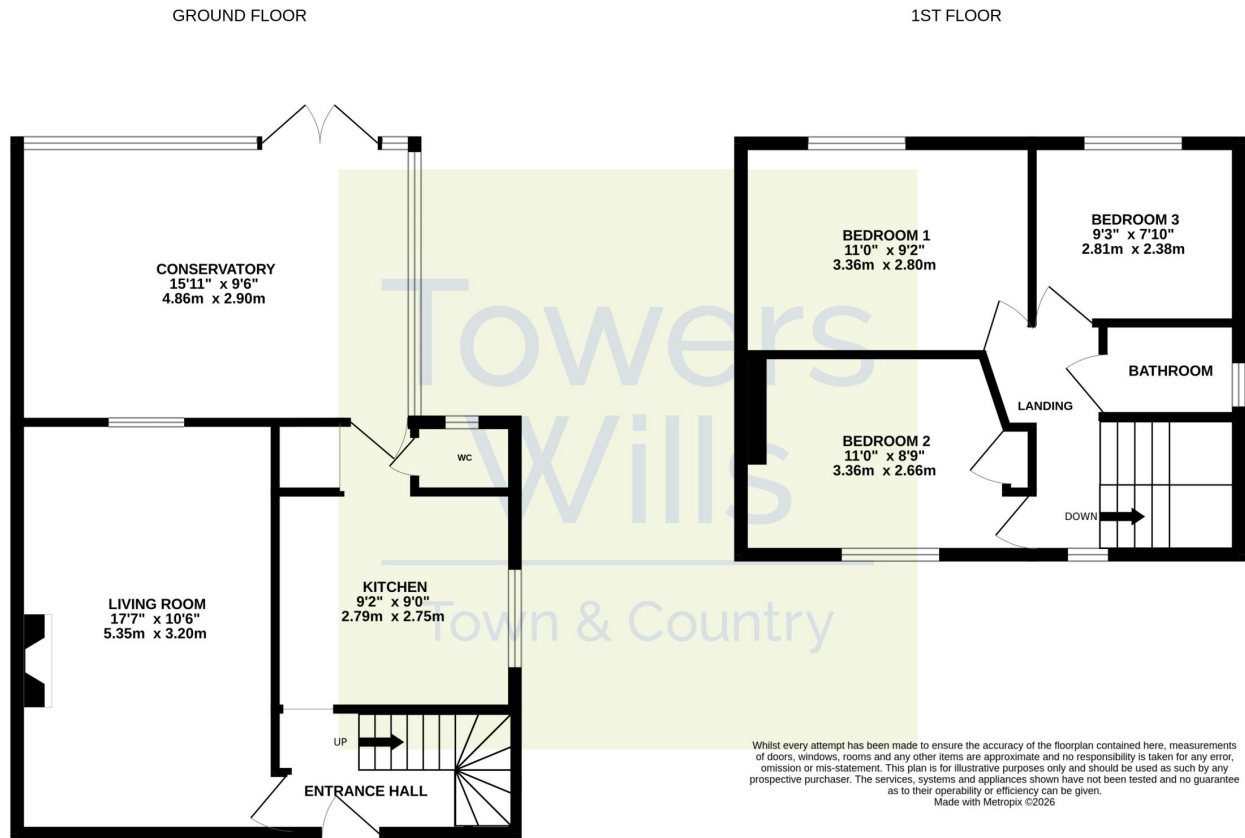 GROUND FLOOR
1ST FLOOR
CONSERVATORY
15'11" x 9'6"
4.86m x 2.90m
WC
LIVING ROOM
17'7" x 10'6"
5.35m x 3.20m
KITCHEN
9'2" x 9'0"
2.79m x 2.75m
UP
ENTRANCE HALL
BEDROOM 1
11'0" x 9'2"
3.36m x 2.80m
BEDROOM 3
9'3" x 7'10"
2.81m x 2.38m
BATHROOM
LANDING
BEDROOM 2
11'0" x 8'9"
3.36m x 2.66m
DOWN
Towers
Wills
Town & Country
Whilst every attempt has been made to ensure the accuracy of the floorplan contained here, measurements
of doors, windows, rooms and any other items are approximate and no responsibility is taken for any error,
omission or mis-statement. This plan is for illustrative purposes only and should be used as such by any
prospective purchaser. The services, systems and appliances shown have not been tested and no guarantee
as to their operability or efficiency can be given.
Made with Metropix ©2026